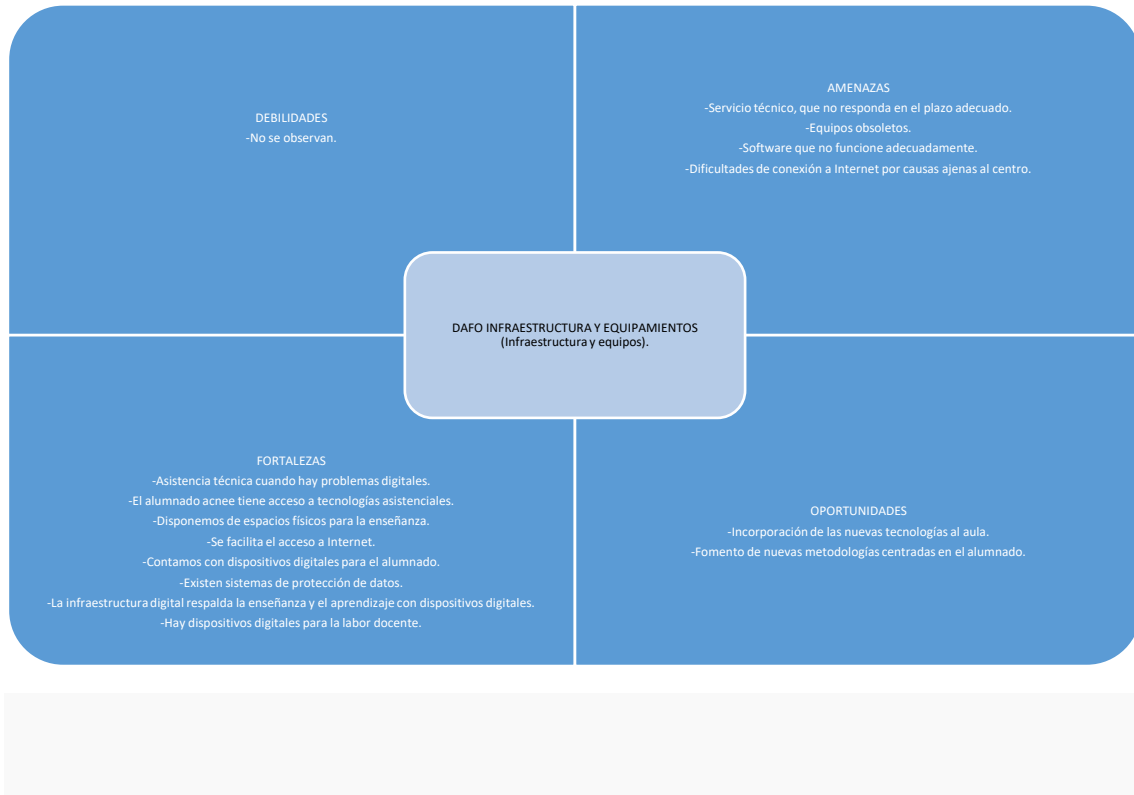 DEBILIDADES
-No se observan.
AMENAZAS
-Servicio técnico, que no responda en el plazo adecuado.
-Equipos obsoletos.
-Software que no funcione adecuadamente.
-Dificultades de conexión a Internet por causas ajenas al centro.
DAFO INFRAESTRUCTURA Y EQUIPAMIENTOS
(Infraestructura y equipos).
FORTALEZAS
-Asistencia técnica cuando hay problemas digitales.
-El alumnado acnee tiene acceso a tecnologías asistenciales.
-Disponemos de espacios físicos para la enseñanza.
-Se facilita el acceso a Internet.
-Contamos con dispositivos digitales para el alumnado.
-Existen sistemas de protección de datos.
-La infraestructura digital respalda la enseñanza y el aprendizaje con dispositivos digitales.
-Hay dispositivos digitales para la labor docente.
OPORTUNIDADES
-Incorporación de las nuevas tecnologías al aula.
-Fomento de nuevas metodologías centradas en el alumnado.